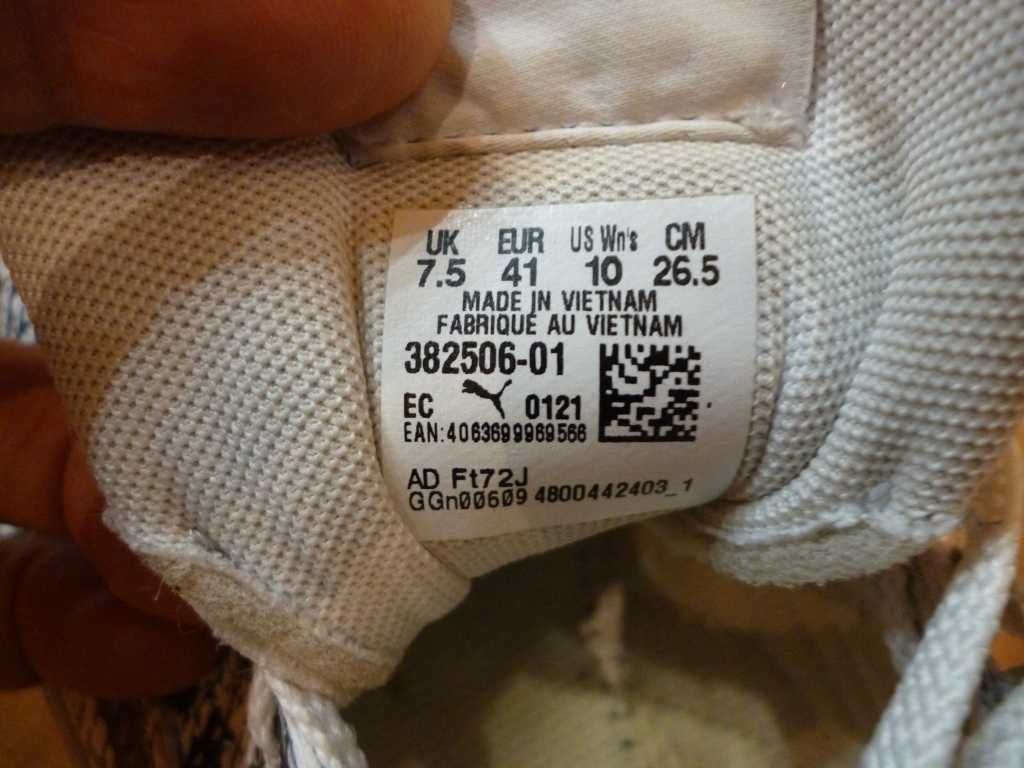 UK EUR US Wn's CM
7.5 41 10 26.5
MADE IN VIETNAM
FABRIQUÉ AU VIETNAM
382506-01
EC 0121
EAN:4063699969566
AD Ft72J
GGn00609 4800442403_1